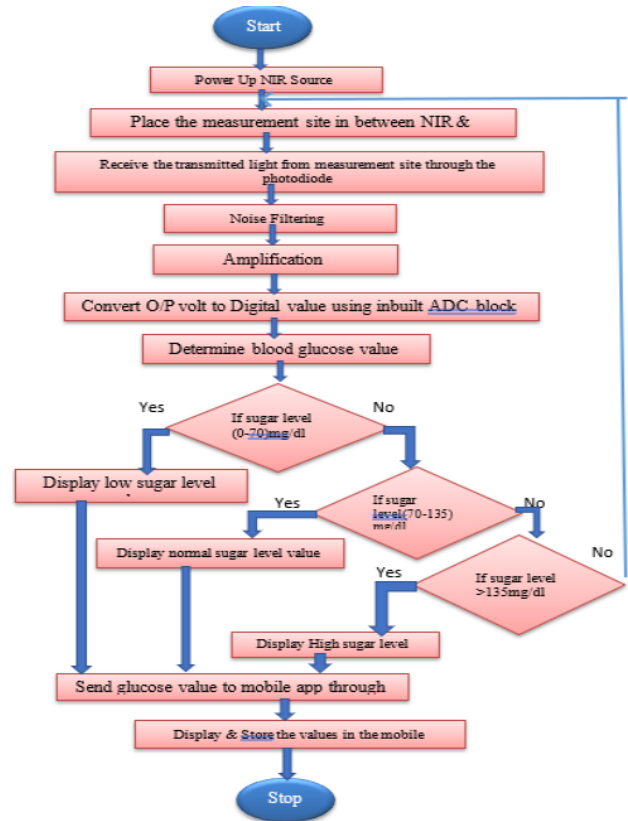 Start
Power Up NIR Source
Place the measurement site in between NIR &
Receive the transmitted light from measurement site through the
photodiode
Noise Filtering
Amplification
Convert O/P volt to Digital value using inbuilt ADC block
Determine blood glucose value
Yes
If sugar level
(0-70)mg/dl
No
Display low sugar level
Yes
If sugar
level(70-135)
mg/dl
No
Display normal sugar level value
Yes
If sugar level
>135mg/dl
No
Display High sugar level
Send glucose value to mobile app through
Display & Store the values in the mobile
Stop